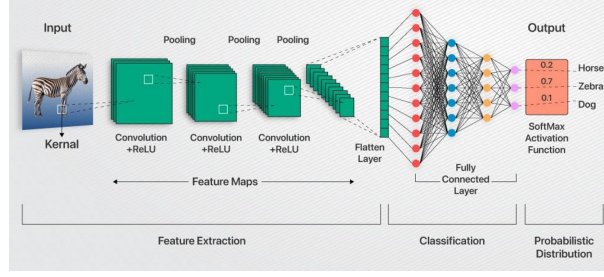 Input
Output
Pooling
Pooling
Pooling
Kernal
Convolution
+ReLU
Convolution
+ReLU
Convolution
+ReLU
Flatten
Layer
Feature Maps
Fully
Connected
Layer
0.2
0.7
0.1
Horse
Zebra
Dog
SoftMax
Activation
Function
Feature Extraction
Classification
Probabilistic
Distribution